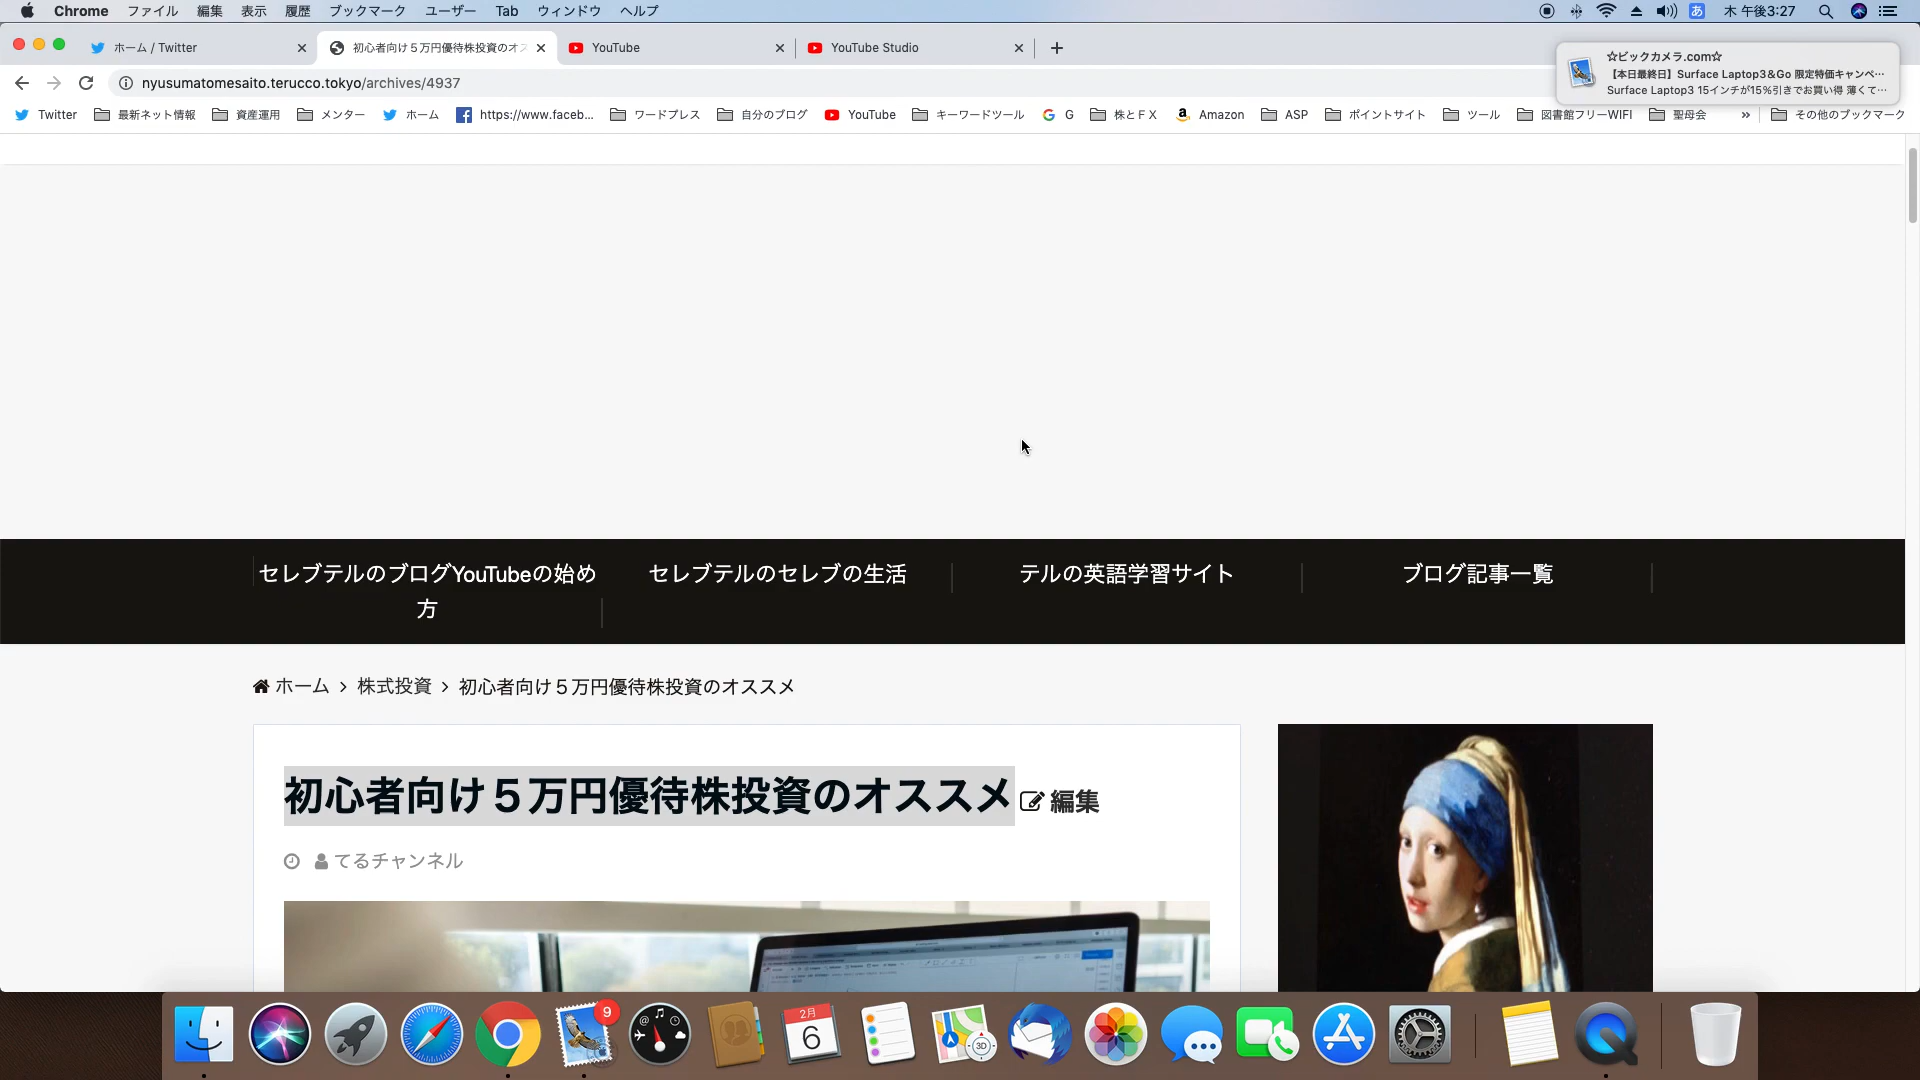 Chrome ファイル 編集 表示 履歴 ブックマーク ユーザー Tab ウィンドウ ヘルプ あ 木 午後3:27
ホーム / Twitter 初心者向け５万円優待株投資のオス YouTube YouTube Studio
☆ビックカメラ.com☆
【本日最終日】Surface Laptop3&Go 限定特価キャンペ…
Surface Laptop3 15インチが15%引きでお買い得 薄くて…
nyusumatomesaito.terucco.tokyo/archives/4937
Twitter 最新ネット情報 資産運用 メンター ホーム https://www.faceb... ワードプレス 自分のブログ YouTube キーワードツール G 株とＦＸ Amazon ASP ポイントサイト ツール 図書館フリーWIFI 聖母会 » その他のブックマーク
セレブテルのブログYouTubeの始め方
セレブテルのセレブの生活
テルの英語学習サイト
ブログ記事一覧
ホーム > 株式投資 > 初心者向け５万円優待株投資のオススメ
初心者向け５万円優待株投資のオススメ 編集
てるチャンネル
9
2月
6
3D